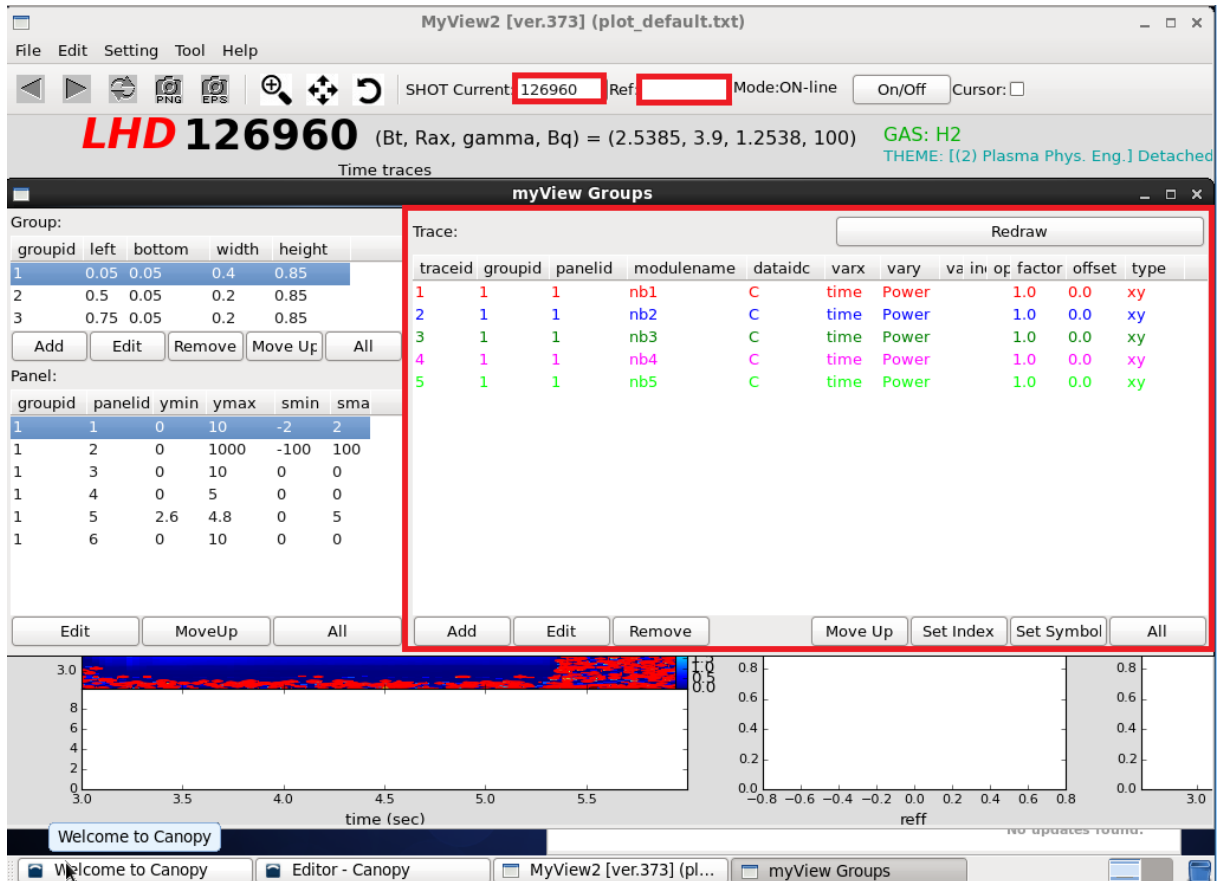 MyView2 [ver.373] (plot_default.txt)
File Edit Setting Tool Help
PNG EPS SHOT Current: 126960 Ref: Mode:ON-line On/Off Cursor:
LHD 126960 (Bt, Rax, gamma, Bq) = (2.5385, 3.9, 1.2538, 100) GAS: H2
THEME: [(2) Plasma Phys. Eng.] Detached
Time traces
myView Groups
Group:
groupid left bottom width height
1 0.05 0.05 0.4 0.85
2 0.5 0.05 0.2 0.85
3 0.75 0.05 0.2 0.85
Add Edit Remove Move Up All
Panel:
groupid panelid ymin ymax smin sma
1 1 0 10 -2 2
1 2 0 1000 -100 100
1 3 0 10 0 0
1 4 0 5 0 0
1 5 2.6 4.8 0 5
1 6 0 10 0 0
Edit MoveUp All
Trace: Redraw
traceid groupid panelid modulename dataidc varx vary va in op factor offset type
1 1 1 nb1 C time Power 1.0 0.0 xy
2 1 1 nb2 C time Power 1.0 0.0 xy
3 1 1 nb3 C time Power 1.0 0.0 xy
4 1 1 nb4 C time Power 1.0 0.0 xy
5 1 1 nb5 C time Power 1.0 0.0 xy
Add Edit Remove Move Up Set Index Set Symbol All
3.0
1.0
0.5
0.0
8
6
4
2
0
3.0 3.5 4.0 4.5 5.0 5.5
time (sec)
0.8
0.6
0.4
0.2
0.0
-0.8 -0.6 -0.4 -0.2 0.0 0.2 0.4 0.6 0.8
reff
0.8
0.6
0.4
0.2
0.0
3.0
No updates found.
Welcome to Canopy
Welcome to Canopy Editor - Canopy MyView2 [ver.373] (pl... myView Groups